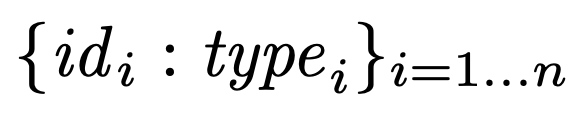 {id_i : type_i}_{i=1...n}